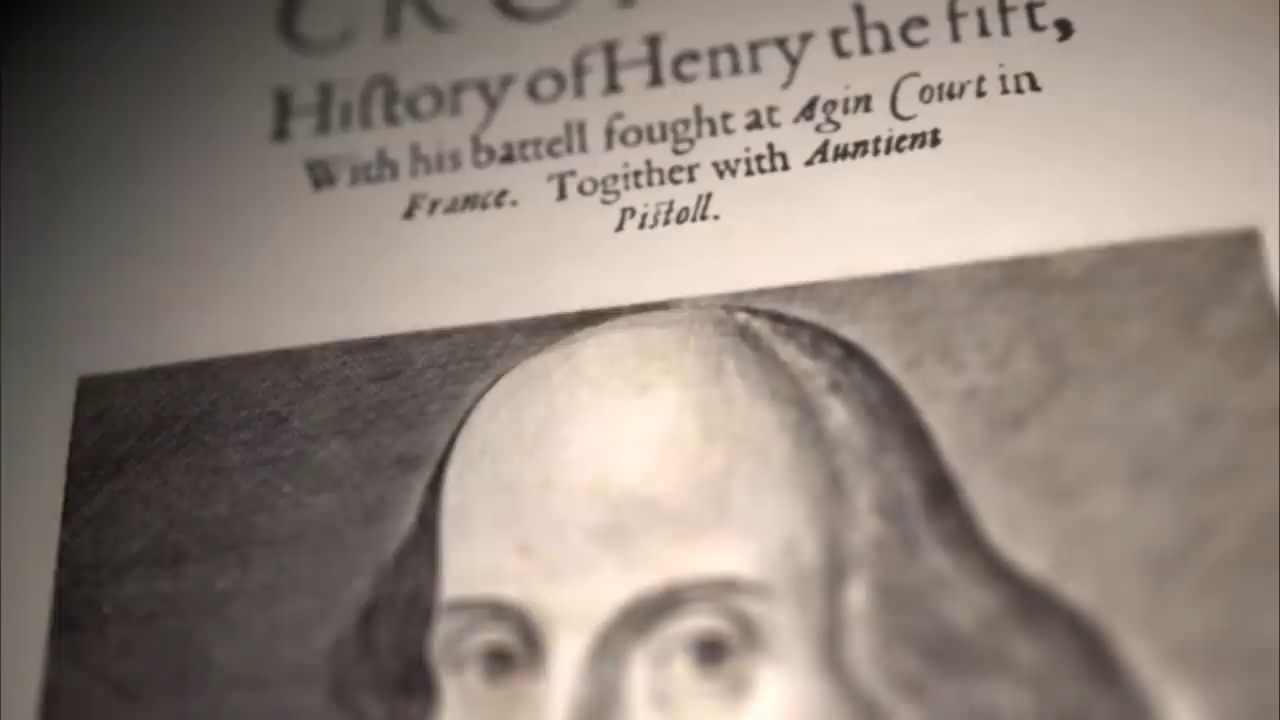 Hiſtory of Henry the fift,
With his battell fought at Agin Court in
France. Togither with Auntient
Piſtoll.